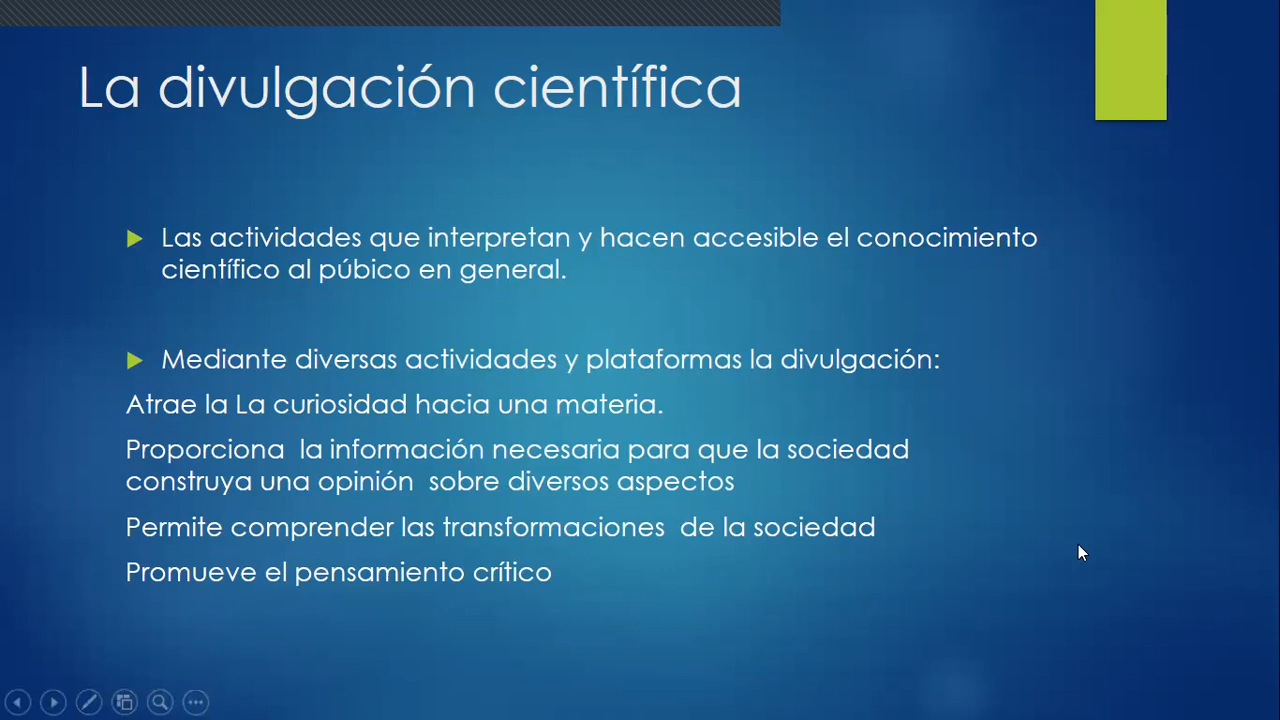 La divulgación científica
Las actividades que interpretan y hacen accesible el conocimiento
científico al púbico en general.
Mediante diversas actividades y plataformas la divulgación:
Atrae la La curiosidad hacia una materia.
Proporciona  la información necesaria para que la sociedad
construya una opinión  sobre diversos aspectos
Permite comprender las transformaciones  de la sociedad
Promueve el pensamiento crítico